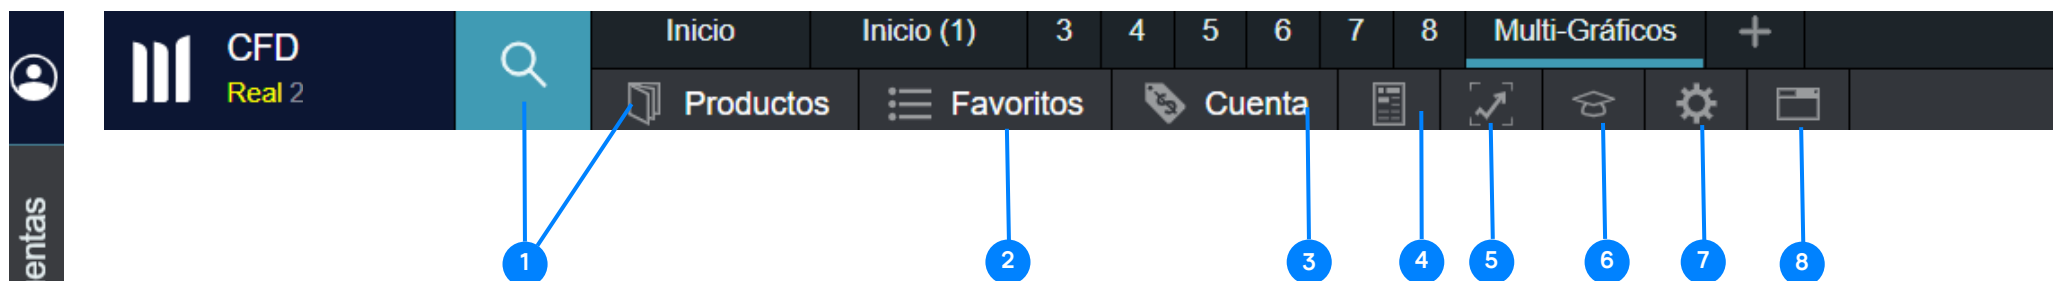 CFD
Real 2
Inicio
Inicio (1)
3
4
5
6
7
8
Multi-Gráficos
Productos
Favoritos
Cuenta
entas
1
2
3
4
5
6
7
8